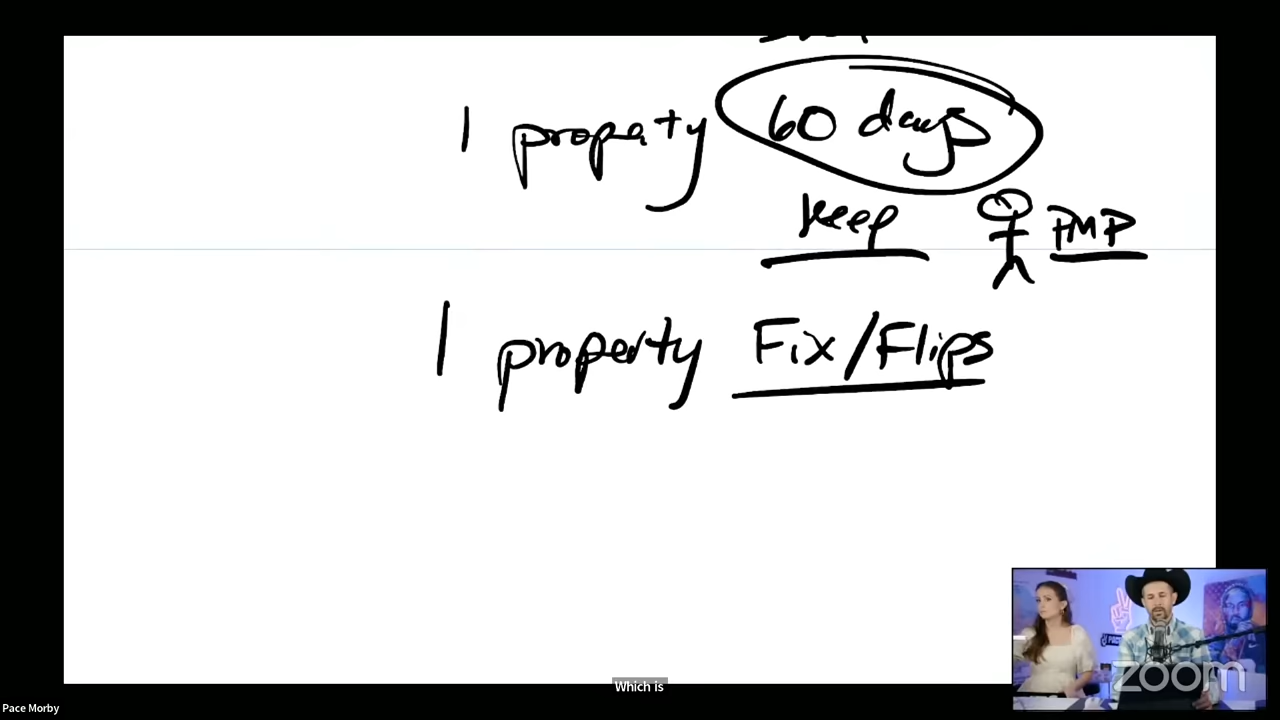 1 property 60 days
keep PMP
1 property Fix/Flips
zoom
Which is
Pace Morby